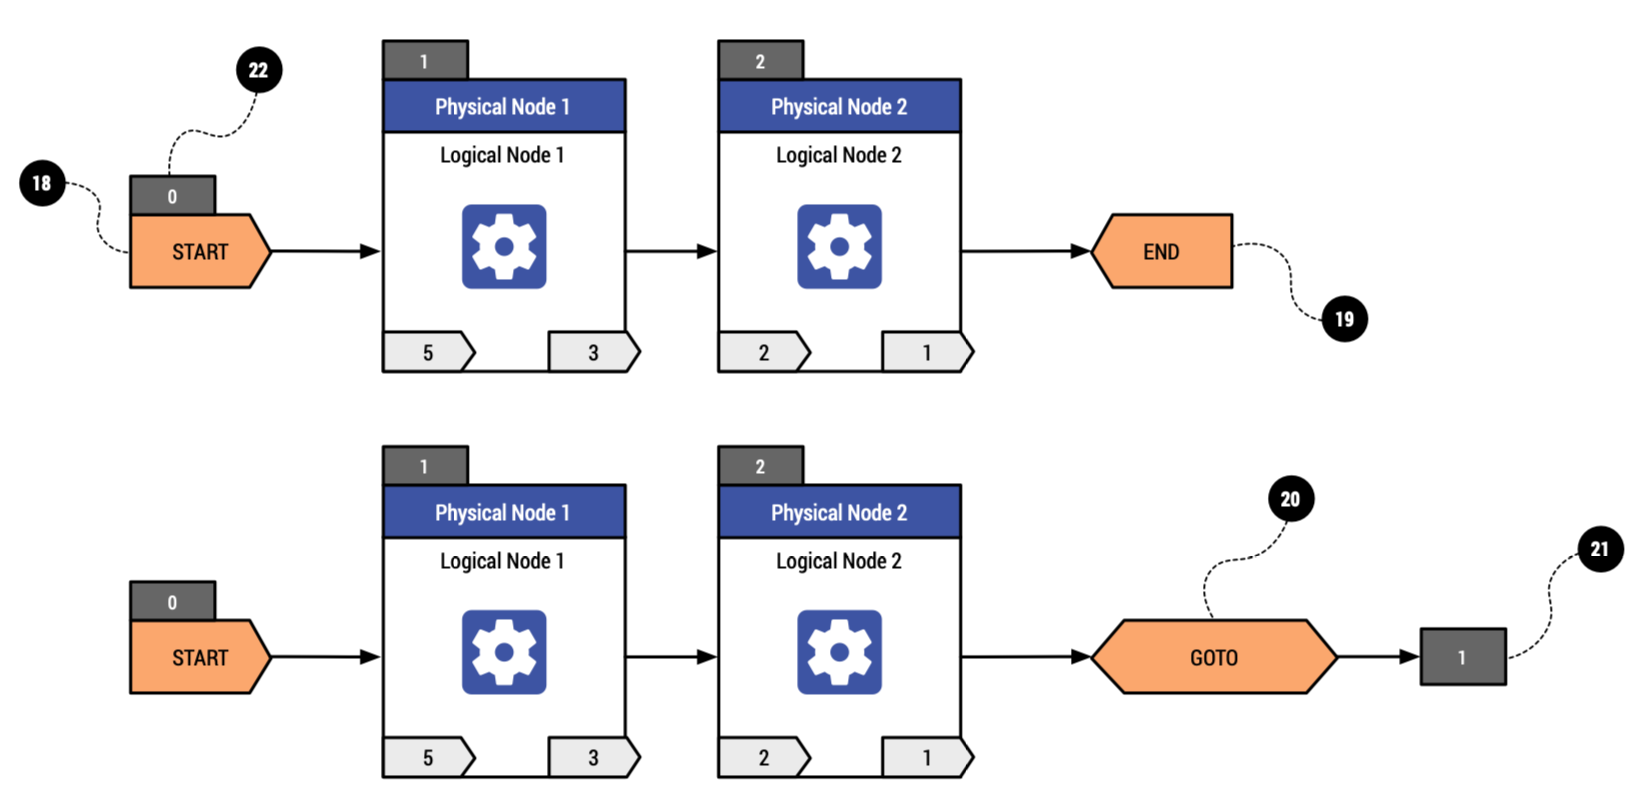 22
18
0
START
1
Physical Node 1
Logical Node 1
5
3
2
Physical Node 2
Logical Node 2
2
1
END
19
0
START
1
Physical Node 1
Logical Node 1
5
3
2
Physical Node 2
Logical Node 2
2
1
20
GOTO
21
1